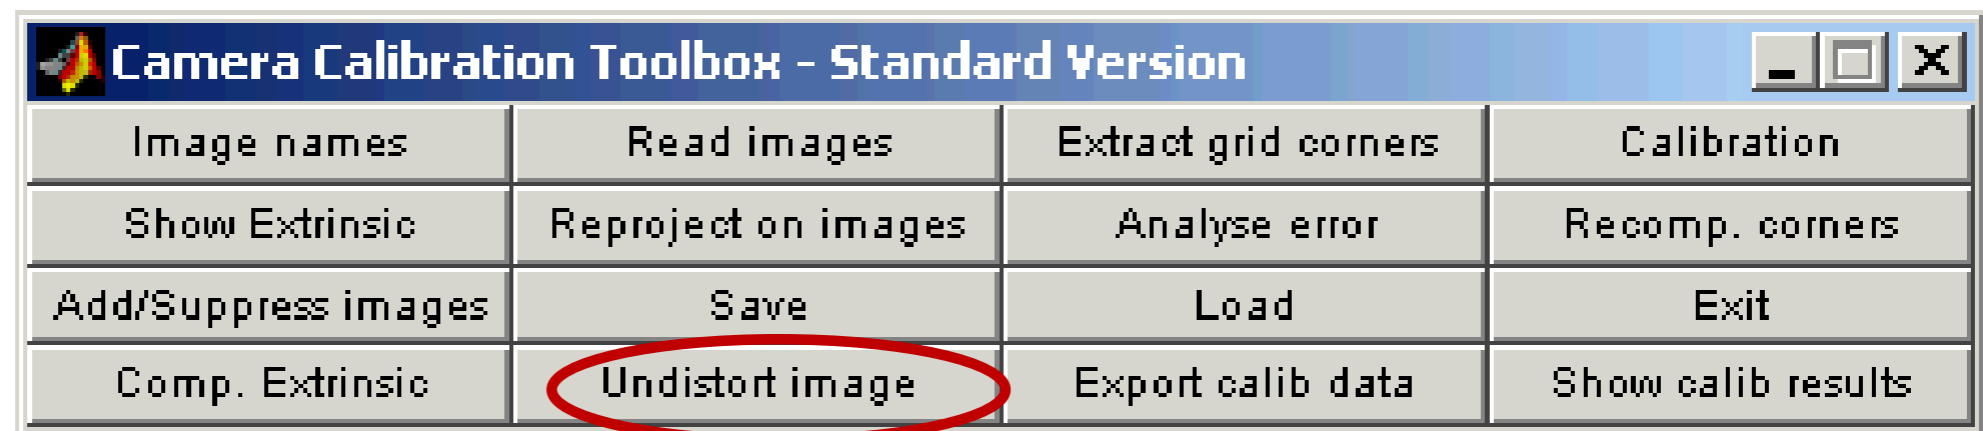 Camera Calibration Toolbox - Standard Version
Image names Read images Extract grid corners Calibration
Show Extrinsic Reproject on images Analyse error Recomp. corners
Add/Suppress images Save Load Exit
Comp. Extrinsic Undistort image Export calib data Show calib results